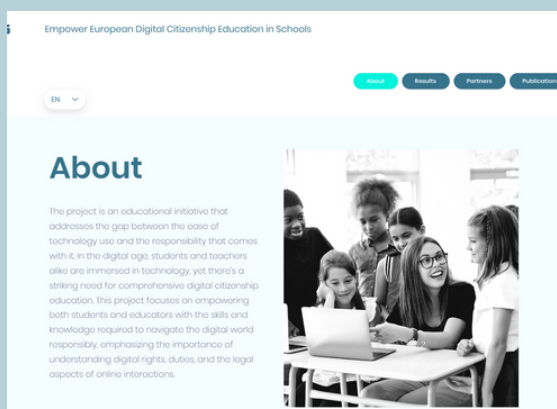 Empower European Digital Citizenship Education in Schools
About Results Partners Publications
EN
About
The project is an educational initiative that
addresses the gap between the ease of
technology use and the responsibility that comes
with it. In the digital age, students and teachers
alike are immersed in technology, yet there's a
striking need for comprehensive digital citizenship
education. This project focuses on empowering
both students and educators with the skills and
knowledge required to navigate the digital world
responsibly, emphasizing the importance of
understanding digital rights, duties, and the legal
aspects of online interactions.